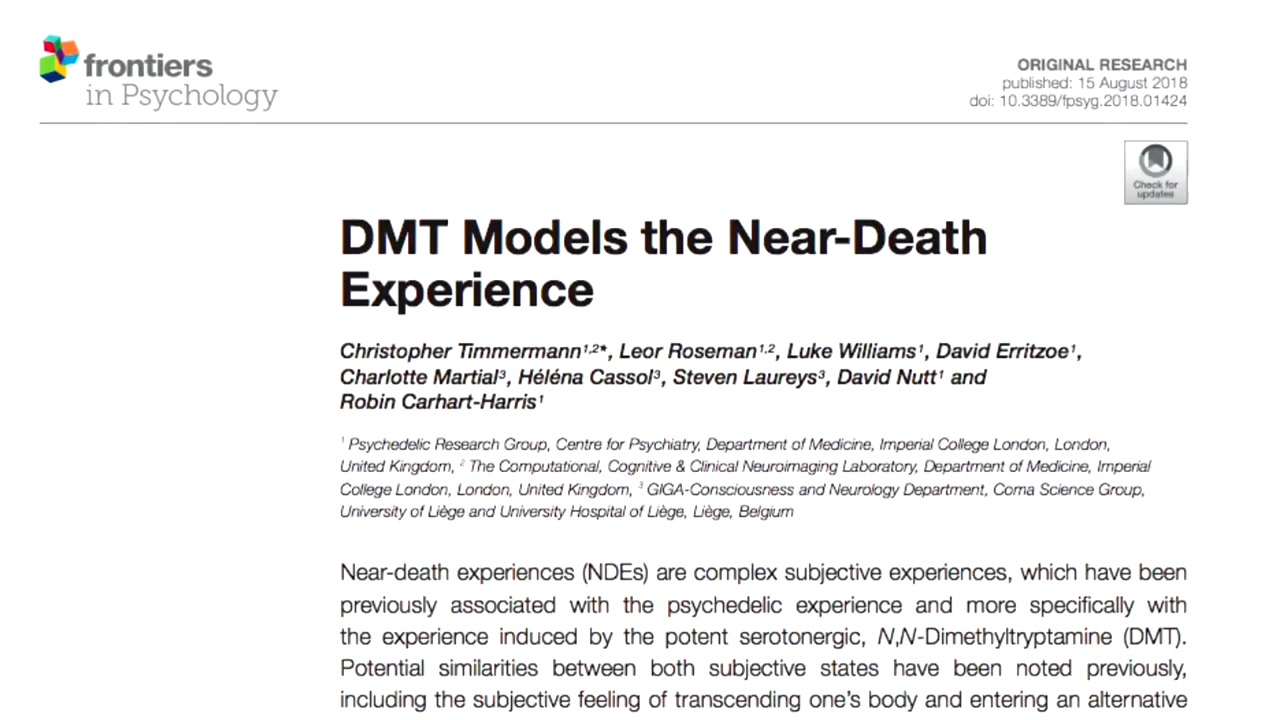 frontiers
in Psychology
ORIGINAL RESEARCH
published: 15 August 2018
doi: 10.3389/fpsyg.2018.01424
Check for
updates
DMT Models the Near-Death
Experience
Christopher Timmermann1,2*, Leor Roseman1,2, Luke Williams1, David Erritzoe1,
Charlotte Martial3, Héléna Cassol3, Steven Laureys3, David Nutt1 and
Robin Carhart-Harris1
1 Psychedelic Research Group, Centre for Psychiatry, Department of Medicine, Imperial College London, London,
United Kingdom, 2 The Computational, Cognitive & Clinical Neuroimaging Laboratory, Department of Medicine, Imperial
College London, London, United Kingdom, 3 GIGA-Consciousness and Neurology Department, Coma Science Group,
University of Liège and University Hospital of Liège, Liège, Belgium
Near-death experiences (NDEs) are complex subjective experiences, which have been
previously associated with the psychedelic experience and more specifically with
the experience induced by the potent serotonergic, N,N-Dimethyltryptamine (DMT).
Potential similarities between both subjective states have been noted previously,
including the subjective feeling of transcending one's body and entering an alternative